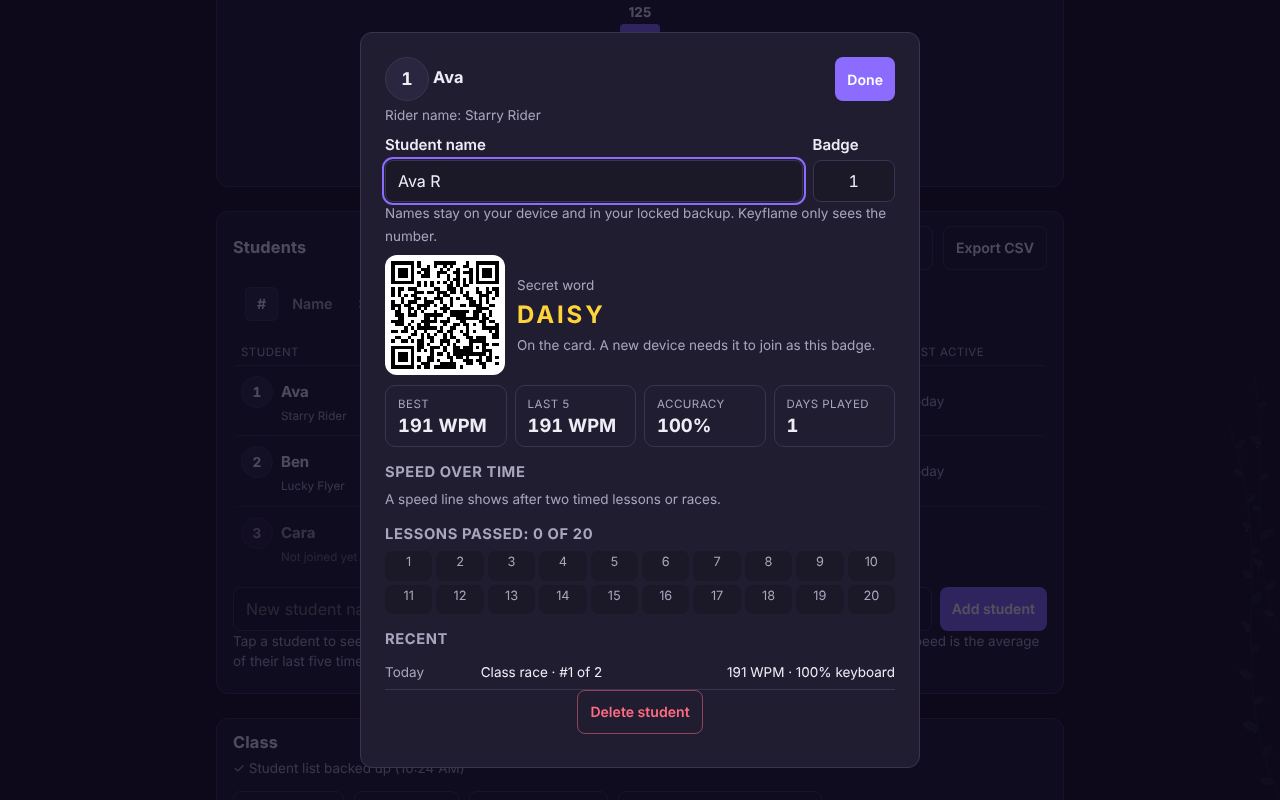 125
1 Ava
Done
Rider name: Starry Rider
Student name
Badge
Ava R
1
Names stay on your device and in your locked backup. Keyflame only sees the
number.
Secret word
DAISY
On the card. A new device needs it to join as this badge.
BEST
191 WPM
LAST 5
191 WPM
ACCURACY
100%
DAYS PLAYED
1
SPEED OVER TIME
A speed line shows after two timed lessons or races.
LESSONS PASSED: 0 OF 20
1 2 3 4 5 6 7 8 9 10
11 12 13 14 15 16 17 18 19 20
RECENT
Today Class race · #1 of 2 191 WPM · 100% keyboard
Delete student
Students
Export CSV
# Name
STUDENT
ACTIVE
1 Ava
Starry Rider
2 Ben
Lucky Flyer
3 Cara
Not joined yet
New student
Add student
Tap a student to see
is the average
of their last five
Class
✓ Student list backed up (10:24 AM)